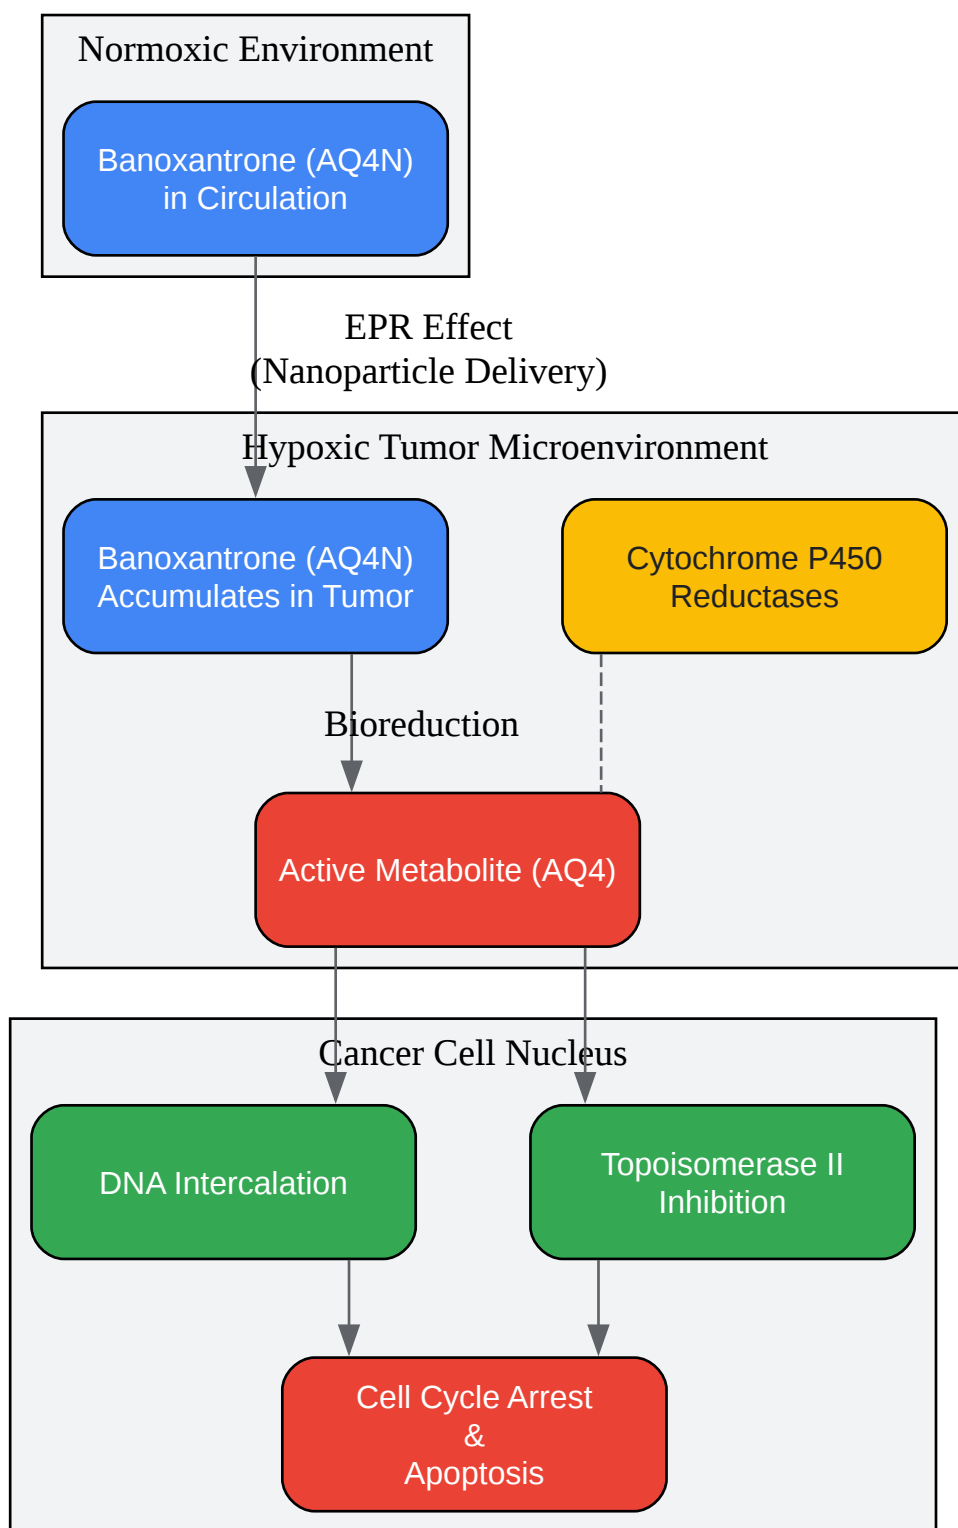 Normoxic Environment
Banoxantrone (AQ4N)
in Circulation
EPR Effect
(Nanoparticle Delivery)
Hypoxic Tumor Microenvironment
Banoxantrone (AQ4N)
Accumulates in Tumor
Cytochrome P450
Reductases
Bioreduction
Active Metabolite (AQ4)
Cancer Cell Nucleus
DNA Intercalation
Topoisomerase II
Inhibition
Cell Cycle Arrest
&
Apoptosis